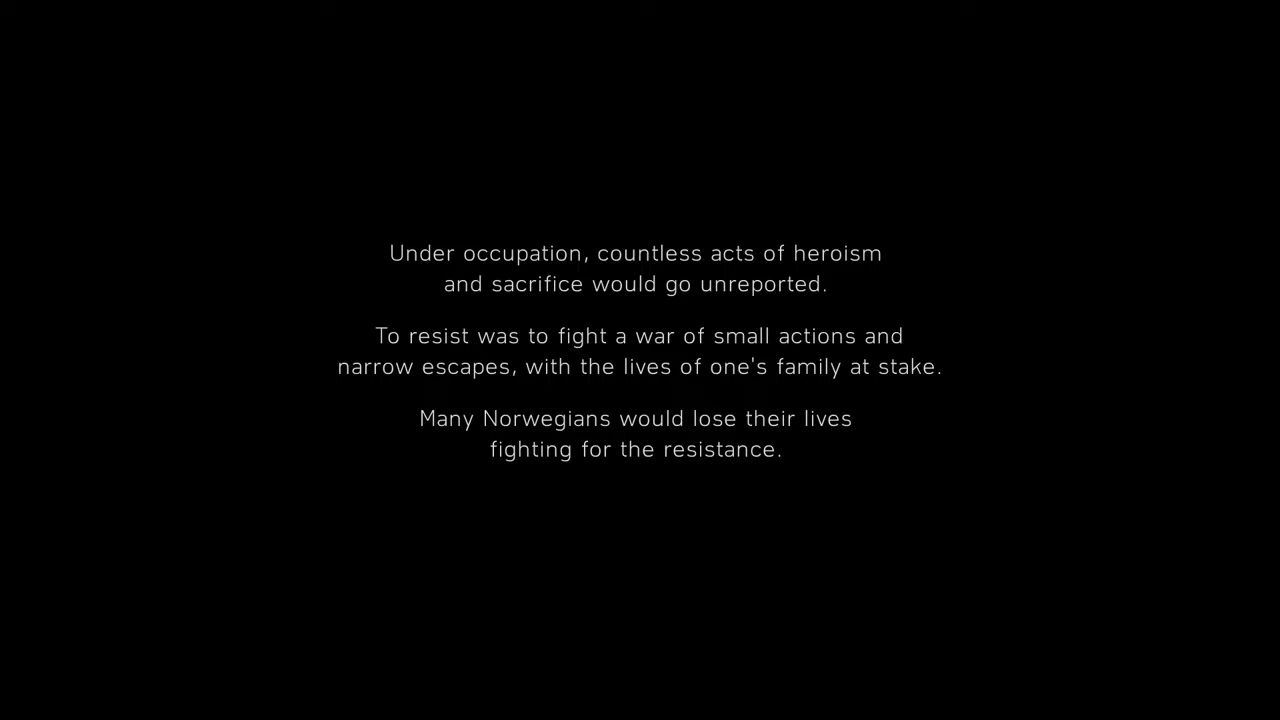 Under occupation, countless acts of heroism
and sacrifice would go unreported.
To resist was to fight a war of small actions and
narrow escapes, with the lives of one's family at stake.
Many Norwegians would lose their lives
fighting for the resistance.